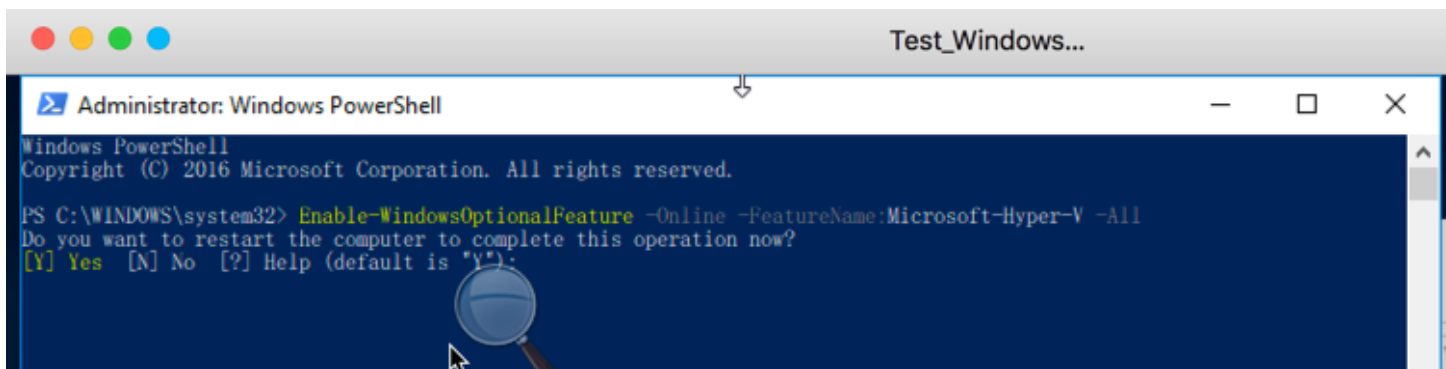 Test_Windows...
Administrator: Windows PowerShell
Windows PowerShell
Copyright (C) 2016 Microsoft Corporation. All rights reserved.
PS C:\WINDOWS\system32> Enable-WindowsOptionalFeature -Online -FeatureName:Microsoft-Hyper-V -All
Do you want to restart the computer to complete this operation now?
[Y] Yes  [N] No  [?] Help (default is "Y"):